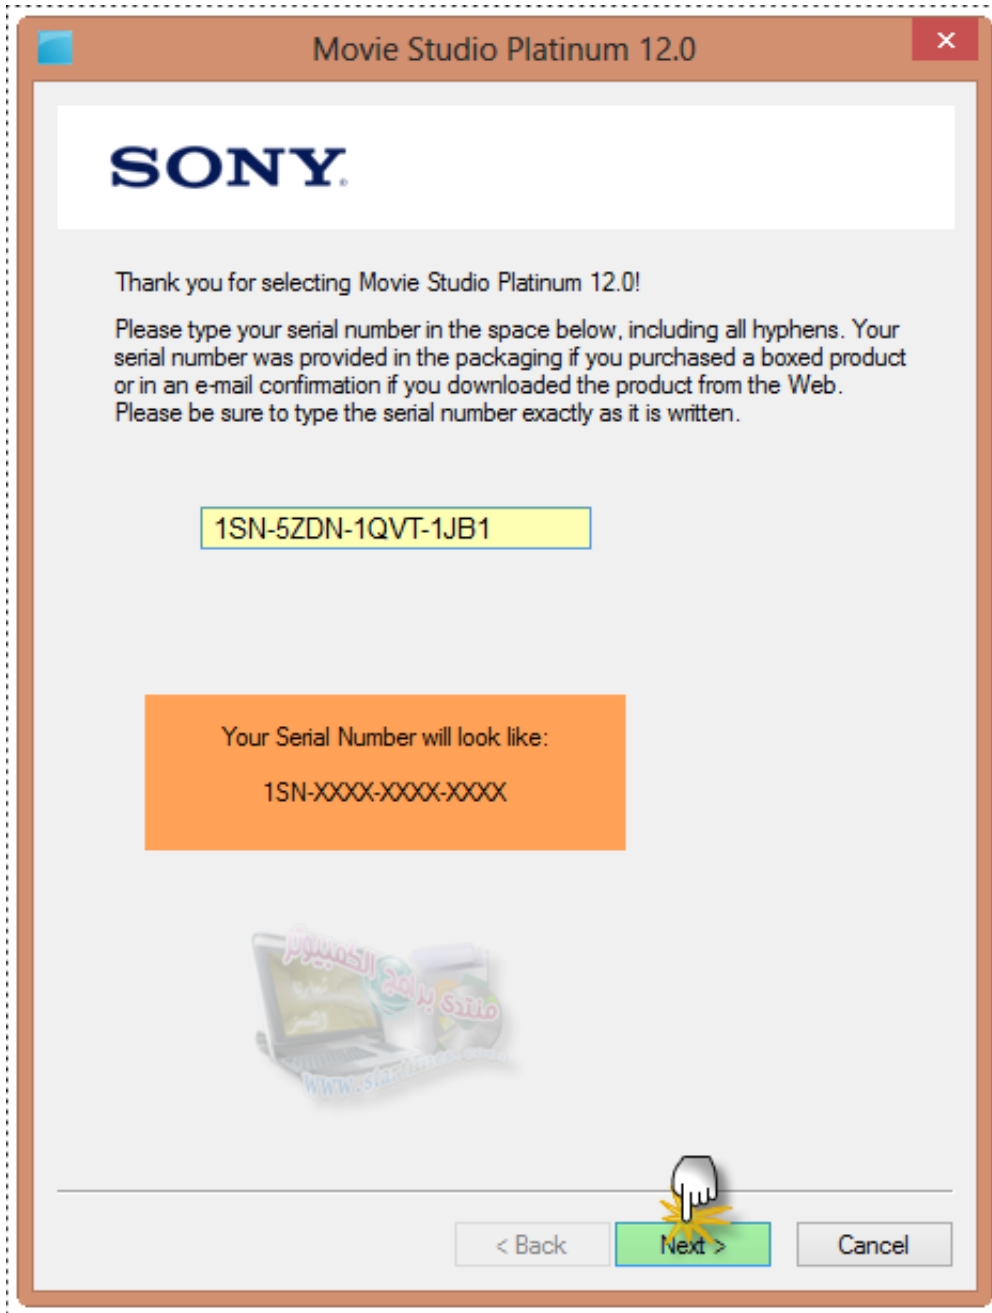 Movie Studio Platinum 12.0
SONY
Thank you for selecting Movie Studio Platinum 12.0!
Please type your serial number in the space below, including all hyphens. Your
serial number was provided in the packaging if you purchased a boxed product
or in an e-mail confirmation if you downloaded the product from the Web.
Please be sure to type the serial number exactly as it is written.
1SN-5ZDN-1QVT-1JB1
Your Serial Number will look like:
1SN-XXXX-XXXX-XXXX
منتدى برامج الكمبيوتر
< Back
Next >
Cancel